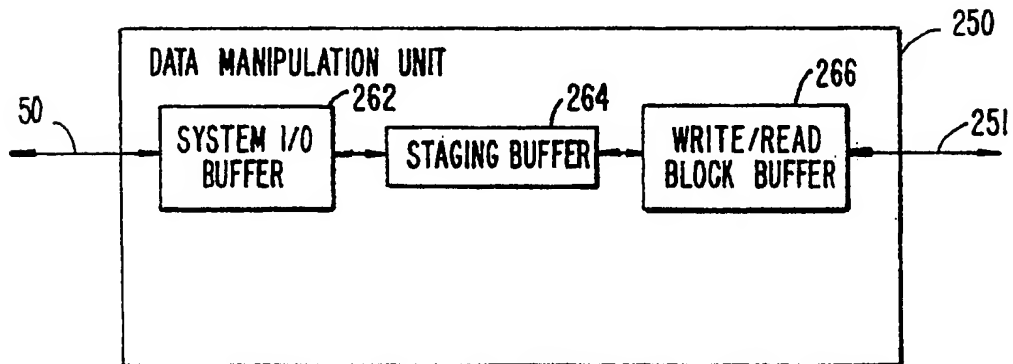 250
DATA MANIPULATION UNIT
262
264
266
50
251
SYSTEM I/O
BUFFER
STAGING BUFFER
WRITE/READ
BLOCK BUFFER